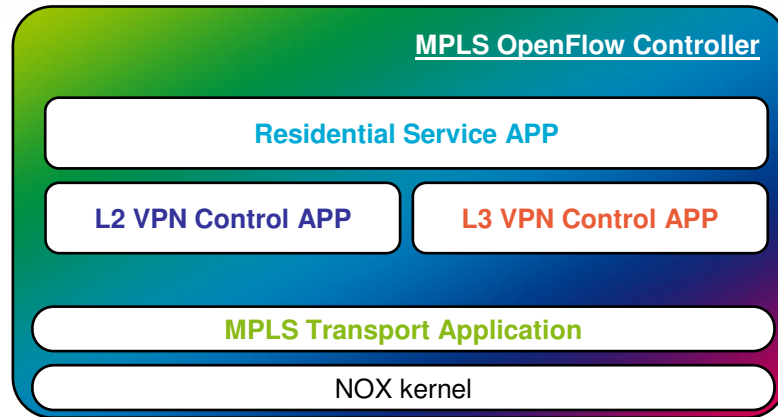 MPLS OpenFlow Controller
Residential Service APP
L2 VPN Control APP
L3 VPN Control APP
MPLS Transport Application
NOX kernel